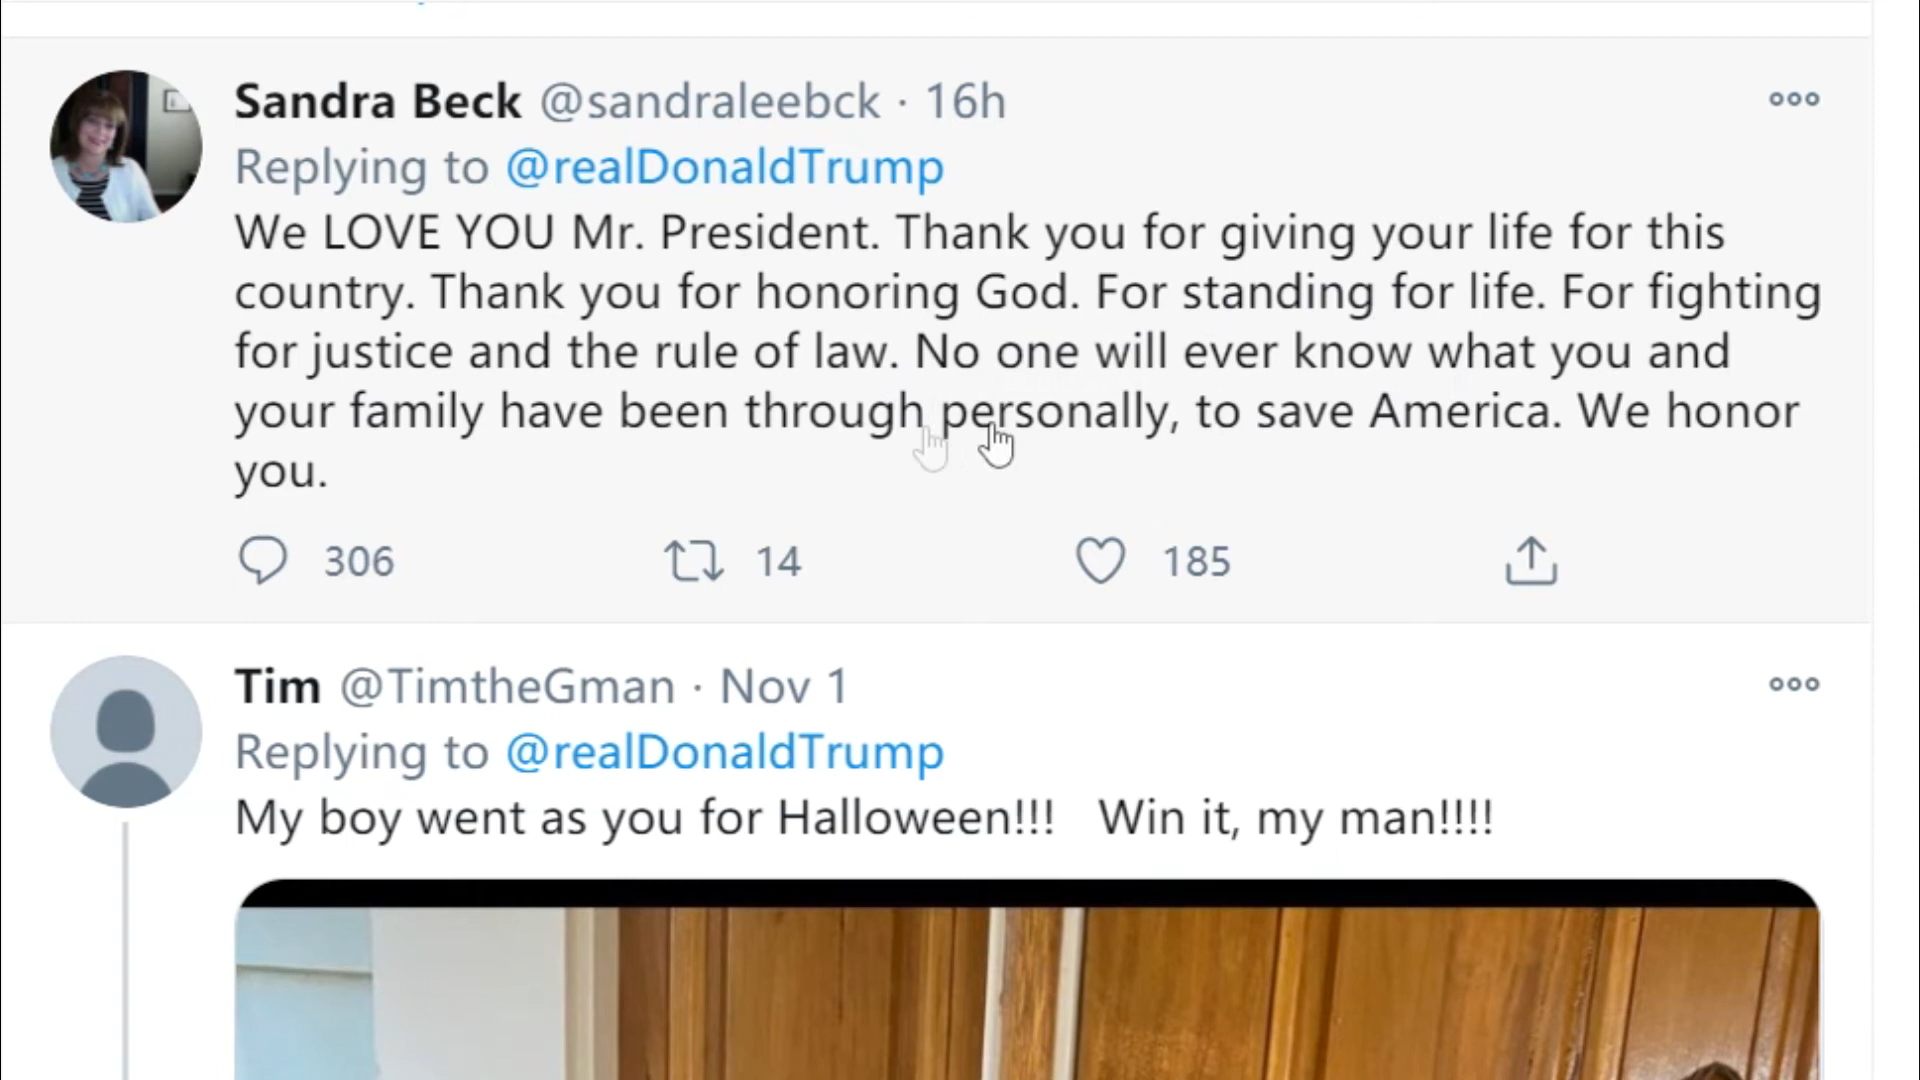 Sandra Beck @sandraleebck · 16h
Replying to @realDonaldTrump
We LOVE YOU Mr. President. Thank you for giving your life for this
country. Thank you for honoring God. For standing for life. For fighting
for justice and the rule of law. No one will ever know what you and
your family have been through personally, to save America. We honor
you.
306 14 185
Tim @TimtheGman · Nov 1
Replying to @realDonaldTrump
My boy went as you for Halloween!!! Win it, my man!!!!